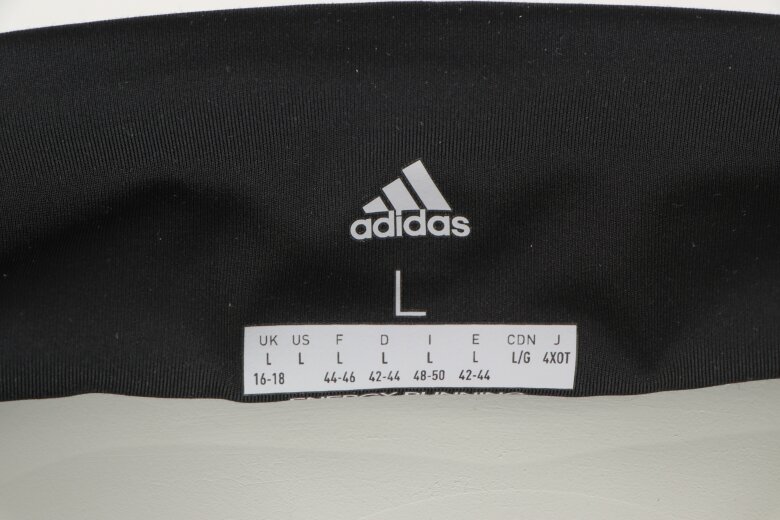 adidas
L
UK US F D I E CDN J
L L L L L L L/G 4XOT
16-18 44-46 42-44 48-50 42-44